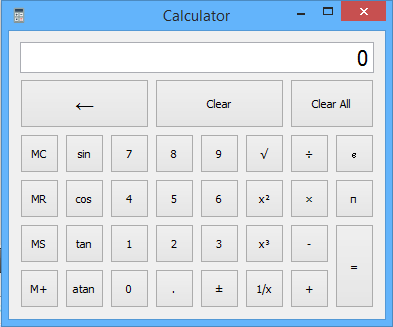 Calculator
0
← Clear Clear All
MC sin 7 8 9 √ ÷ e
MR cos 4 5 6 x² × π
MS tan 1 2 3 x³ -
=
M+ atan 0 . ± 1/x +